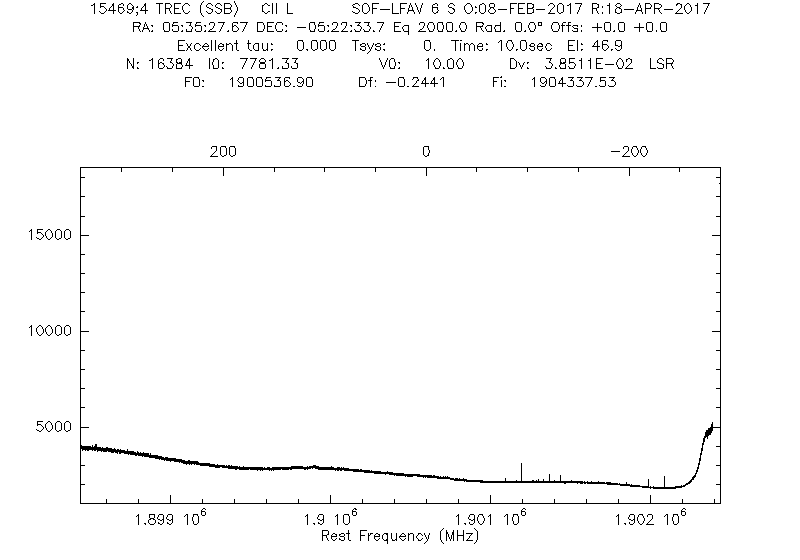 15469;4 TREC (SSB) CII L SOF-LFAV 6 S O:08-FEB-2017 R:18-APR-2017
RA: 05:35:27.67 DEC: -05:22:33.7 Eq 2000.0 Rad. 0.0° Offs: +0.0 +0.0
Excellent tau: 0.000 Tsys: 0. Time: 10.0sec El: 46.9
N: 16384 I0: 7781.33 V0: 10.00 Dv: 3.8511E-02 LSR
F0: 1900536.90 Df: -0.2441 Fi: 1904337.53
200 0 -200
15000
10000
5000
1.899 10⁶ 1.9 10⁶ 1.901 10⁶ 1.902 10⁶
Rest Frequency (MHz)